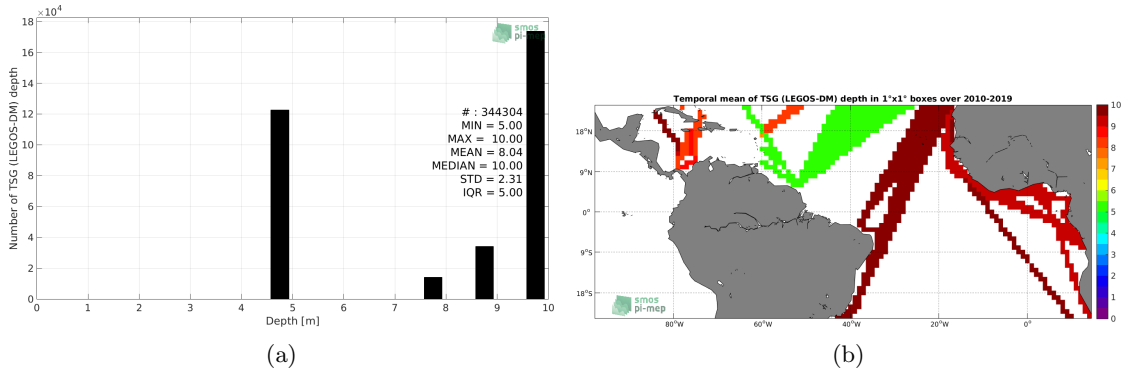 ×10⁴
18
16
14
12
10
8
6
4
2
0
Number of TSG (LEGOS-DM) depth
smos
pi-mep
# : 344304
MIN = 5.00
MAX = 10.00
MEAN = 8.04
MEDIAN = 10.00
STD = 2.31
IQR = 5.00
0 1 2 3 4 5 6 7 8 9 10
Depth [m]
(a)
Temporal mean of TSG (LEGOS-DM) depth in 1°x1° boxes over 2010-2019
18°N
9°N
0°
9°S
18°S
smos
pi-mep
80°W 60°W 40°W 20°W 0°
10
9
8
7
6
5
4
3
2
1
0
(b)